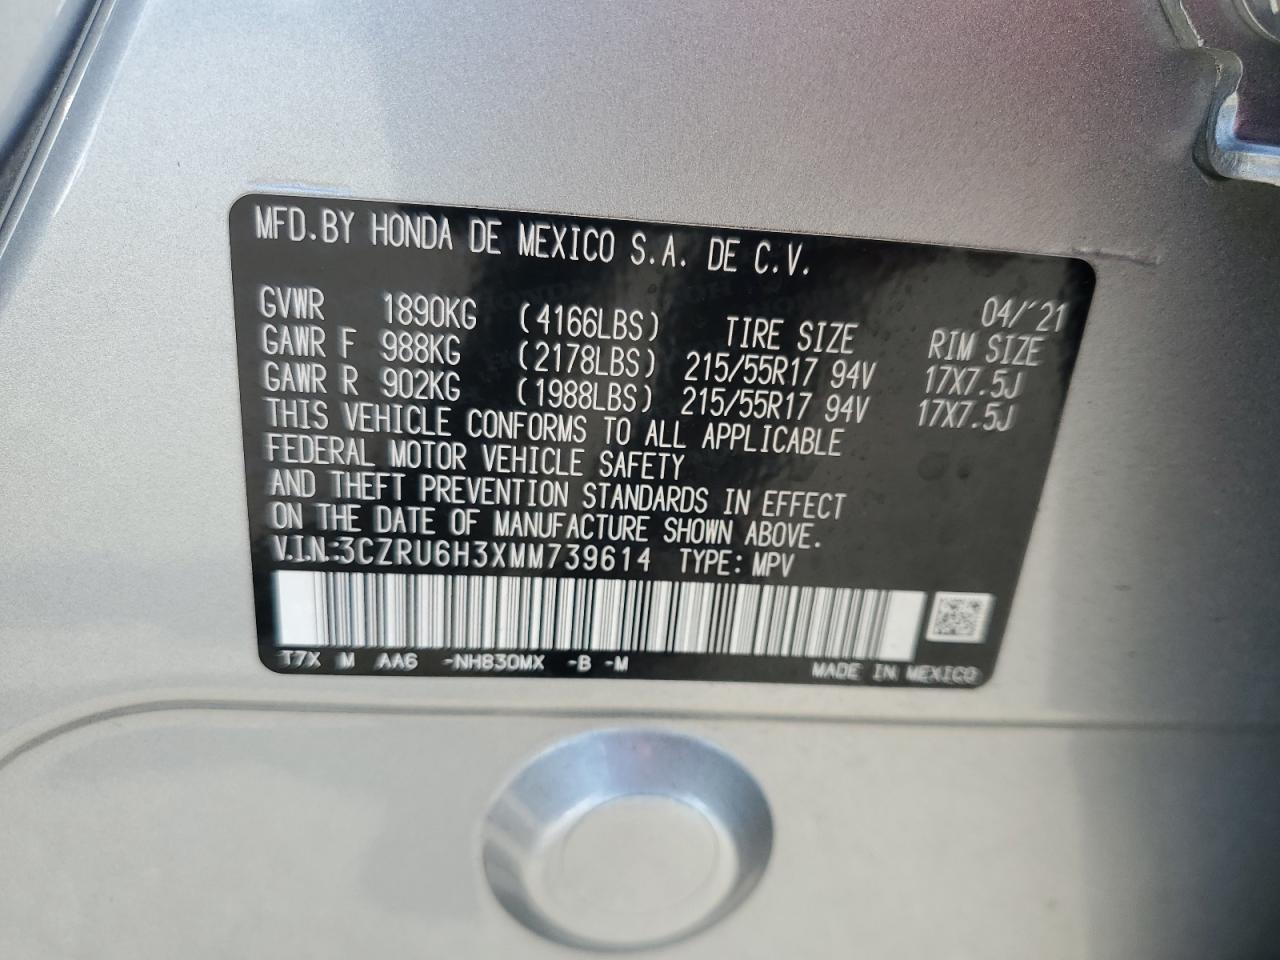 MFD.BY HONDA DE MEXICO S.A. DE C.V.
04/'21
GVWR 1890KG (4166LBS) TIRE SIZE RIM SIZE
GAWR F 988KG (2178LBS) 215/55R17 94V 17X7.5J
GAWR R 902KG (1988LBS) 215/55R17 94V 17X7.5J
THIS VEHICLE CONFORMS TO ALL APPLICABLE
FEDERAL MOTOR VEHICLE SAFETY
AND THEFT PREVENTION STANDARDS IN EFFECT
ON THE DATE OF MANUFACTURE SHOWN ABOVE.
V.I.N.:3CZRU6H3XMM739614 TYPE: MPV
T7X M AA6 -NH830MX -B -M
MADE IN MEXICO